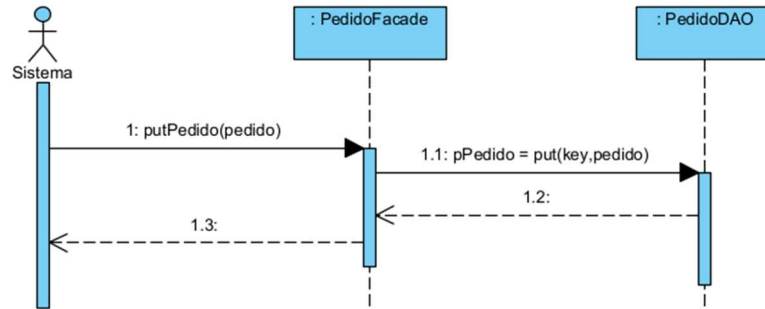 : PedidoFacade
: PedidoDAO
Sistema
1: putPedido(pedido)
1.1: pPedido = put(key,pedido)
1.2:
1.3: